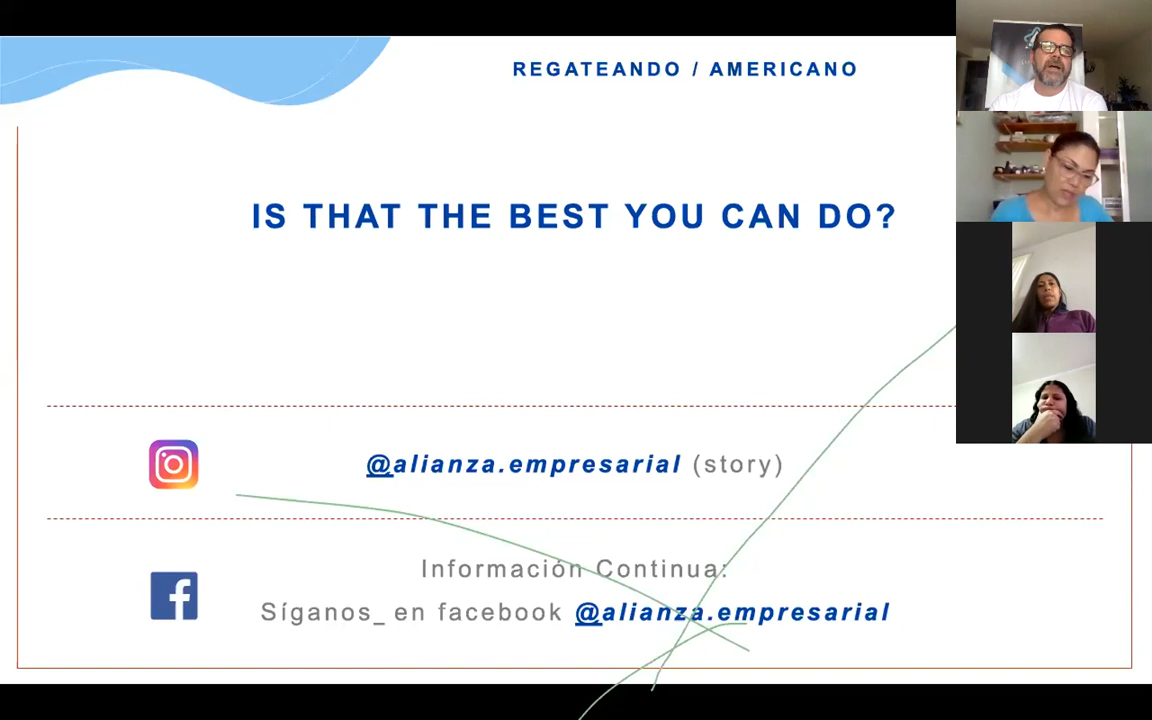 REGATEANDO / AMERICANO
IS THAT THE BEST YOU CAN DO?
@alianza.empresarial (story)
Información Continua:
Síganos_ en facebook @alianza.empresarial